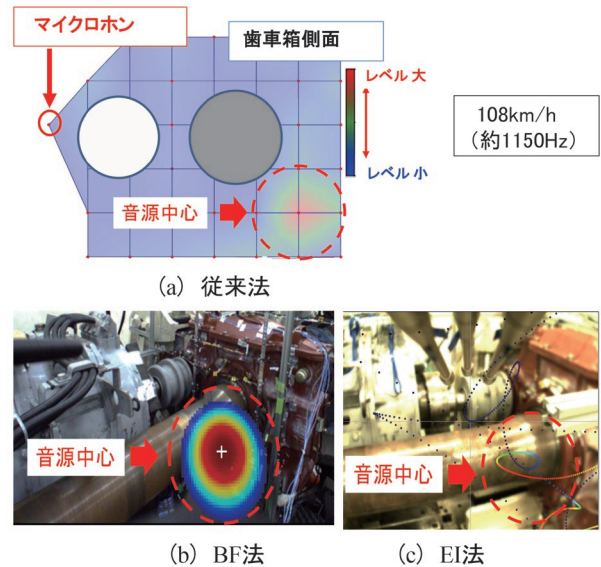 マイクロホン
歯車箱側面
レベル 大
レベル 小
108km/h
（約1150Hz）
音源中心
(a) 従来法
音源中心
音源中心
(b) BF法
(c) EI法